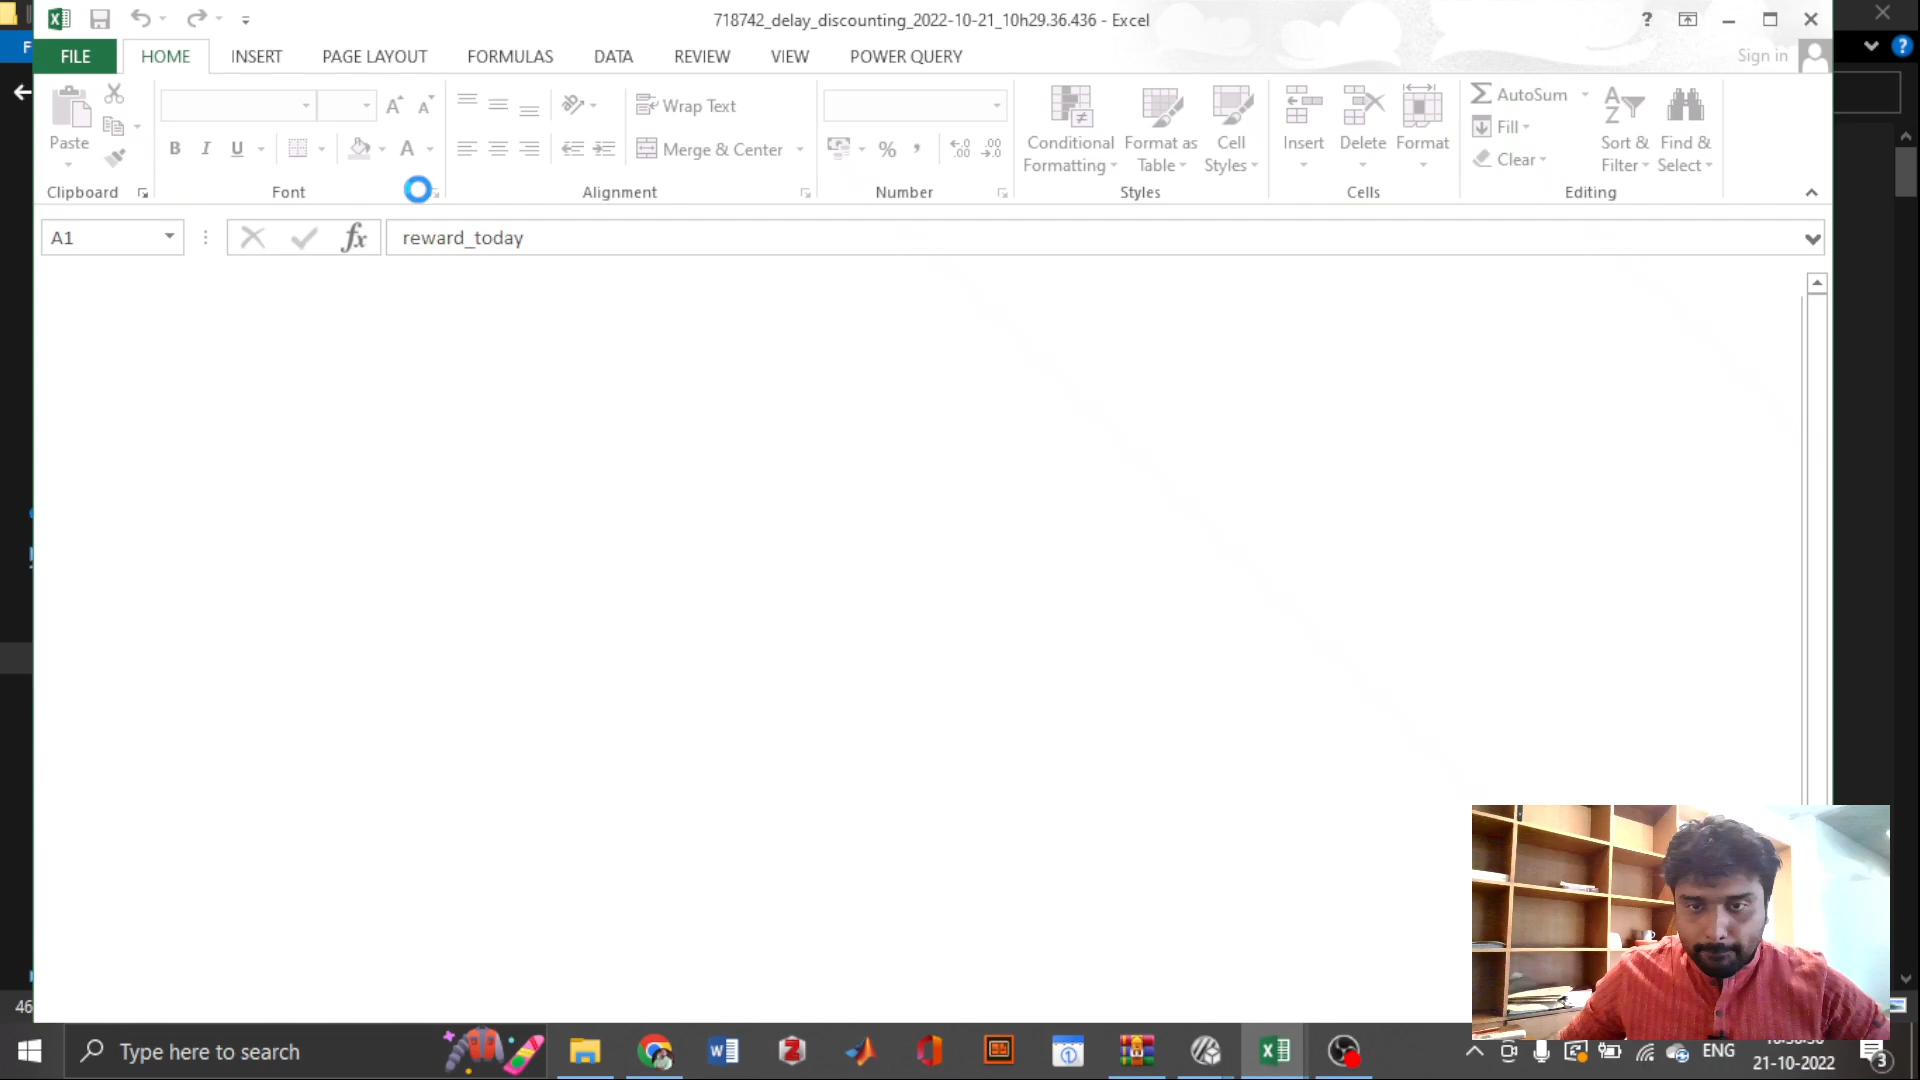 718742_delay_discounting_2022-10-21_10h29.36.436 - Excel
FILE HOME INSERT PAGE LAYOUT FORMULAS DATA REVIEW VIEW POWER QUERY Sign in
Paste
B I U
Wrap Text
Merge & Center
%
Conditional Formatting
Format as Table
Cell Styles
Insert
Delete
Format
AutoSum
Fill
Clear
Sort & Filter
Find & Select
Clipboard Font Alignment Number Styles Cells Editing
A1
fx
reward_today
46
Type here to search
ENG
21-10-2022
3